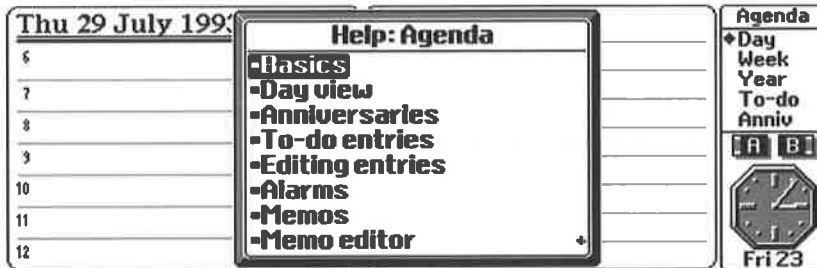 Thu 29 July 199
6
7
8
9
10
11
12
Help: Agenda
Basics
Day view
Anniversaries
To-do entries
Editing entries
Alarms
Memos
Memo editor
Agenda
Day
Week
Year
To-do
Anniv
A B
Fri 23